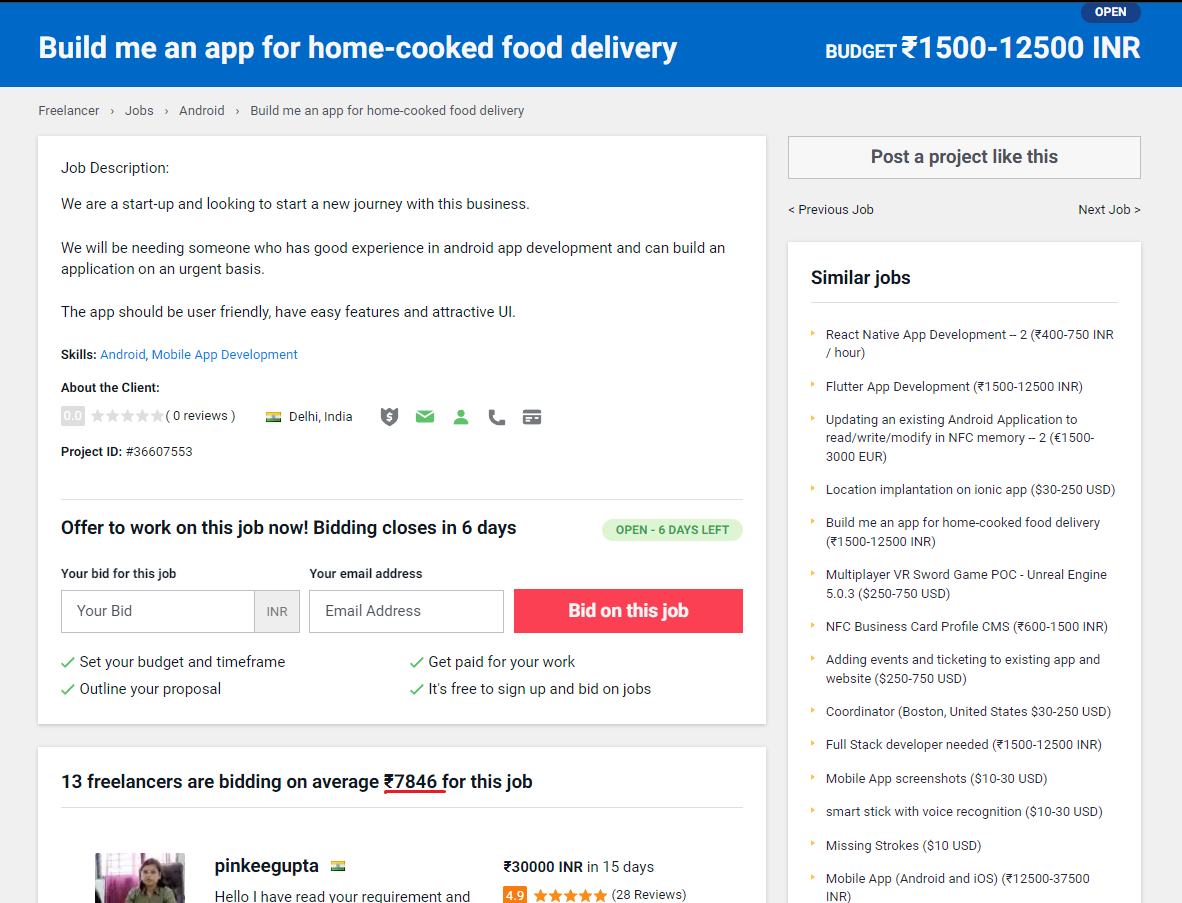 OPEN
Build me an app for home-cooked food delivery
BUDGET ₹1500-12500 INR
Freelancer › Jobs › Android › Build me an app for home-cooked food delivery
Job Description:
We are a start-up and looking to start a new journey with this business.
We will be needing someone who has good experience in android app development and can build an
application on an urgent basis.
The app should be user friendly, have easy features and attractive UI.
Skills: Android, Mobile App Development
About the Client:
0.0 ( 0 reviews ) Delhi, India
Project ID: #36607553
Offer to work on this job now! Bidding closes in 6 days
OPEN - 6 DAYS LEFT
Your bid for this job
Your email address
Your Bid INR
Email Address
Bid on this job
Set your budget and timeframe
Get paid for your work
Outline your proposal
It's free to sign up and bid on jobs
13 freelancers are bidding on average ₹7846 for this job
pinkeegupta
₹30000 INR in 15 days
Hello I have read your requirement and
4.9 (28 Reviews)
Post a project like this
< Previous Job
Next Job >
Similar jobs
React Native App Development -- 2 (₹400-750 INR
/ hour)
Flutter App Development (₹1500-12500 INR)
Updating an existing Android Application to
read/write/modify in NFC memory -- 2 (€1500-
3000 EUR)
Location implantation on ionic app ($30-250 USD)
Build me an app for home-cooked food delivery
(₹1500-12500 INR)
Multiplayer VR Sword Game POC - Unreal Engine
5.0.3 ($250-750 USD)
NFC Business Card Profile CMS (₹600-1500 INR)
Adding events and ticketing to existing app and
website ($250-750 USD)
Coordinator (Boston, United States $30-250 USD)
Full Stack developer needed (₹1500-12500 INR)
Mobile App screenshots ($10-30 USD)
smart stick with voice recognition ($10-30 USD)
Missing Strokes ($10 USD)
Mobile App (Android and iOS) (₹12500-37500
INR)